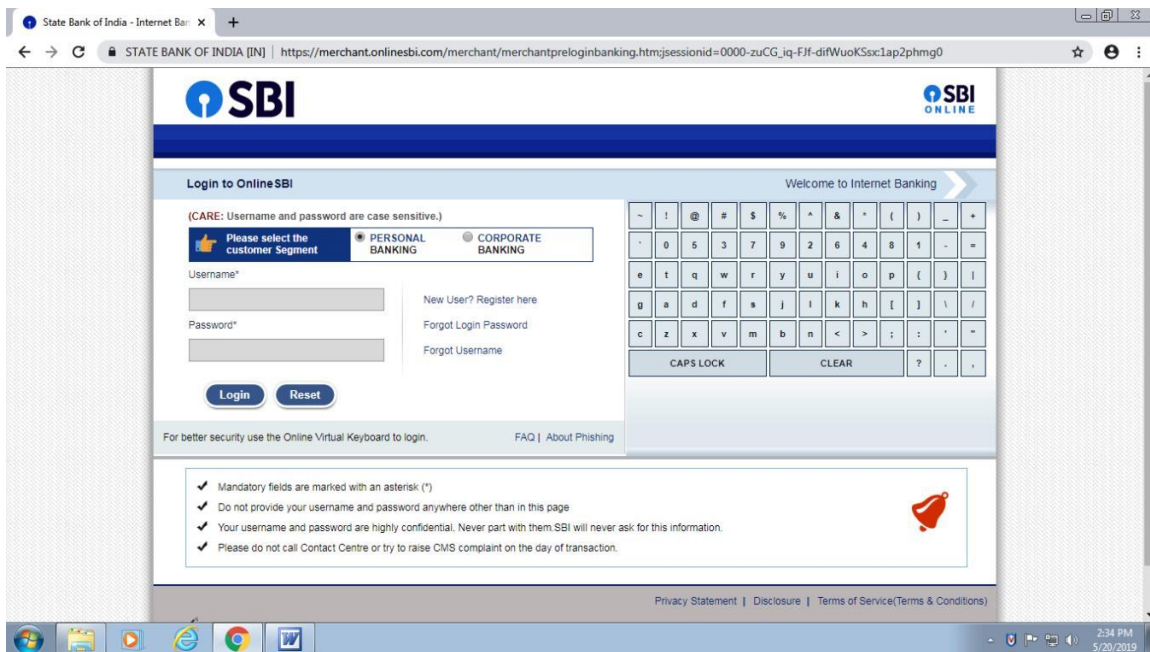 State Bank of India - Internet Ban
STATE BANK OF INDIA [IN] | https://merchant.onlinesbi.com/merchant/merchantpreloginbanking.htm;jsessionid=0000-zuCG_iq-FJf-difWuoKSsx:1ap2phmg0
SBI
SBI
ONLINE
Login to OnlineSBI
Welcome to Internet Banking
(CARE: Username and password are case sensitive.)
Please select the customer Segment
PERSONAL BANKING
CORPORATE BANKING
Username*
New User? Register here
Password*
Forgot Login Password
Forgot Username
Login Reset
For better security use the Online Virtual Keyboard to login.
FAQ | About Phishing
~ ! @ # $ % ^ & * ( ) _ +
` 0 5 3 7 9 2 6 4 8 1 - =
e t q w r y u i o p { } |
g a d f s j l k h [ ] \ /
c z x v m b n < > ; : ' "
CAPS LOCK CLEAR ? . ,
Mandatory fields are marked with an asterisk (*)
Do not provide your username and password anywhere other than in this page
Your username and password are highly confidential. Never part with them.SBI will never ask for this information.
Please do not call Contact Centre or try to raise CMS complaint on the day of transaction.
Privacy Statement | Disclosure | Terms of Service(Terms & Conditions)
2:34 PM
5/20/2019